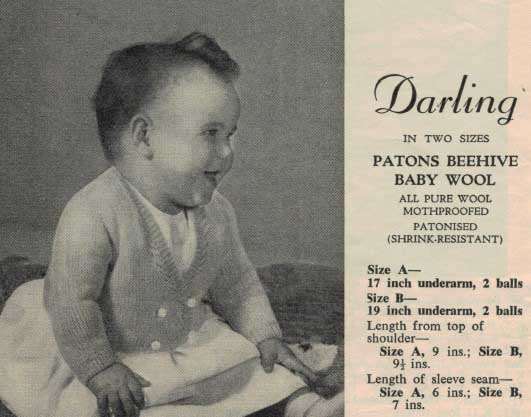 Darling
IN TWO SIZES
PATONS BEEHIVE
BABY WOOL
ALL PURE WOOL
MOTHPROOFED
PATONISED
(SHRINK-RESISTANT)
Size A—
17 inch underarm, 2 balls
Size B—
19 inch underarm, 2 balls
Length from top of
shoulder—
Size A, 9 ins.; Size B,
9½ ins.
Length of sleeve seam—
Size A, 6 ins.; Size B,
7 ins.